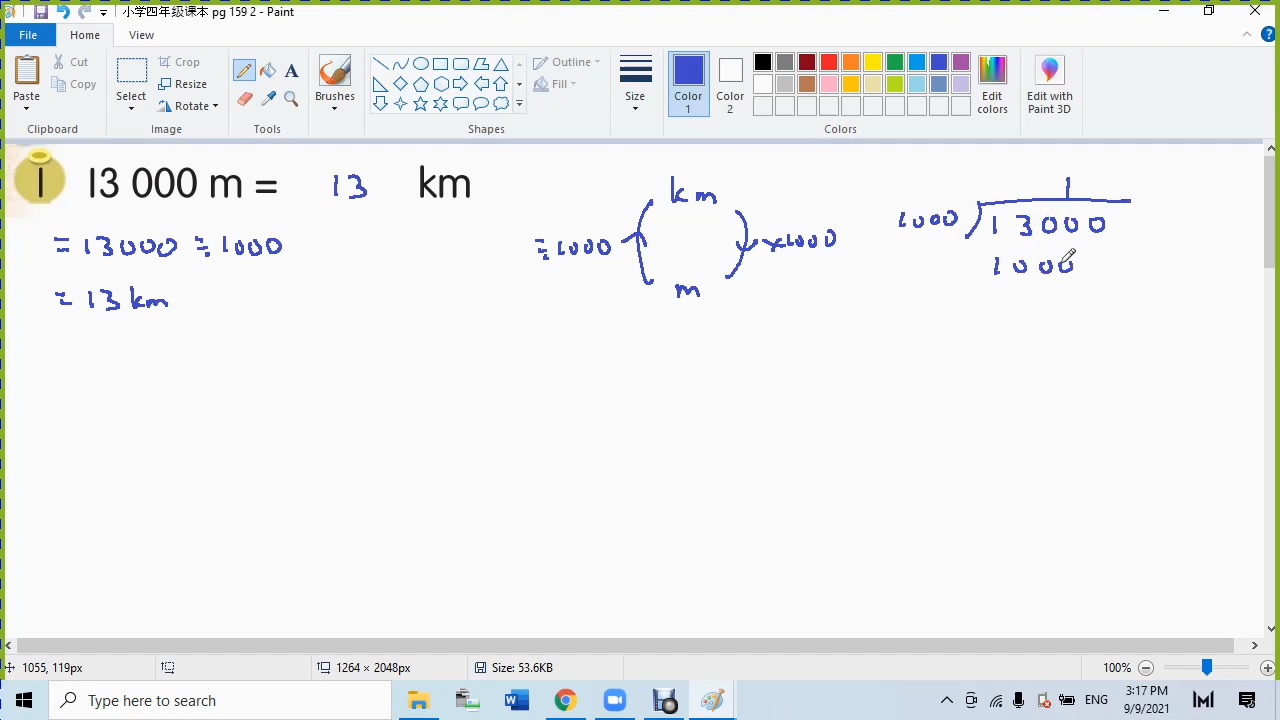 小学四年级课本 pg 159 2 - Paint
File Home View
Paste Cut Copy
Clipboard
Select Crop Resize Rotate
Image
A
Tools
Brushes
Shapes
Outline Fill
Size
Color 1 Color 2
Edit colors
Colors
Edit with Paint 3D
1 13 000 m = 13 km
= 13000 ÷ 1000
= 13 km
km
÷1000 ×1000
m
1
1000 13000
1000
1055, 119px 1264 × 2048px Size: 53.6KB 100%
Type here to search
ENG
3:17 PM
9/9/2021